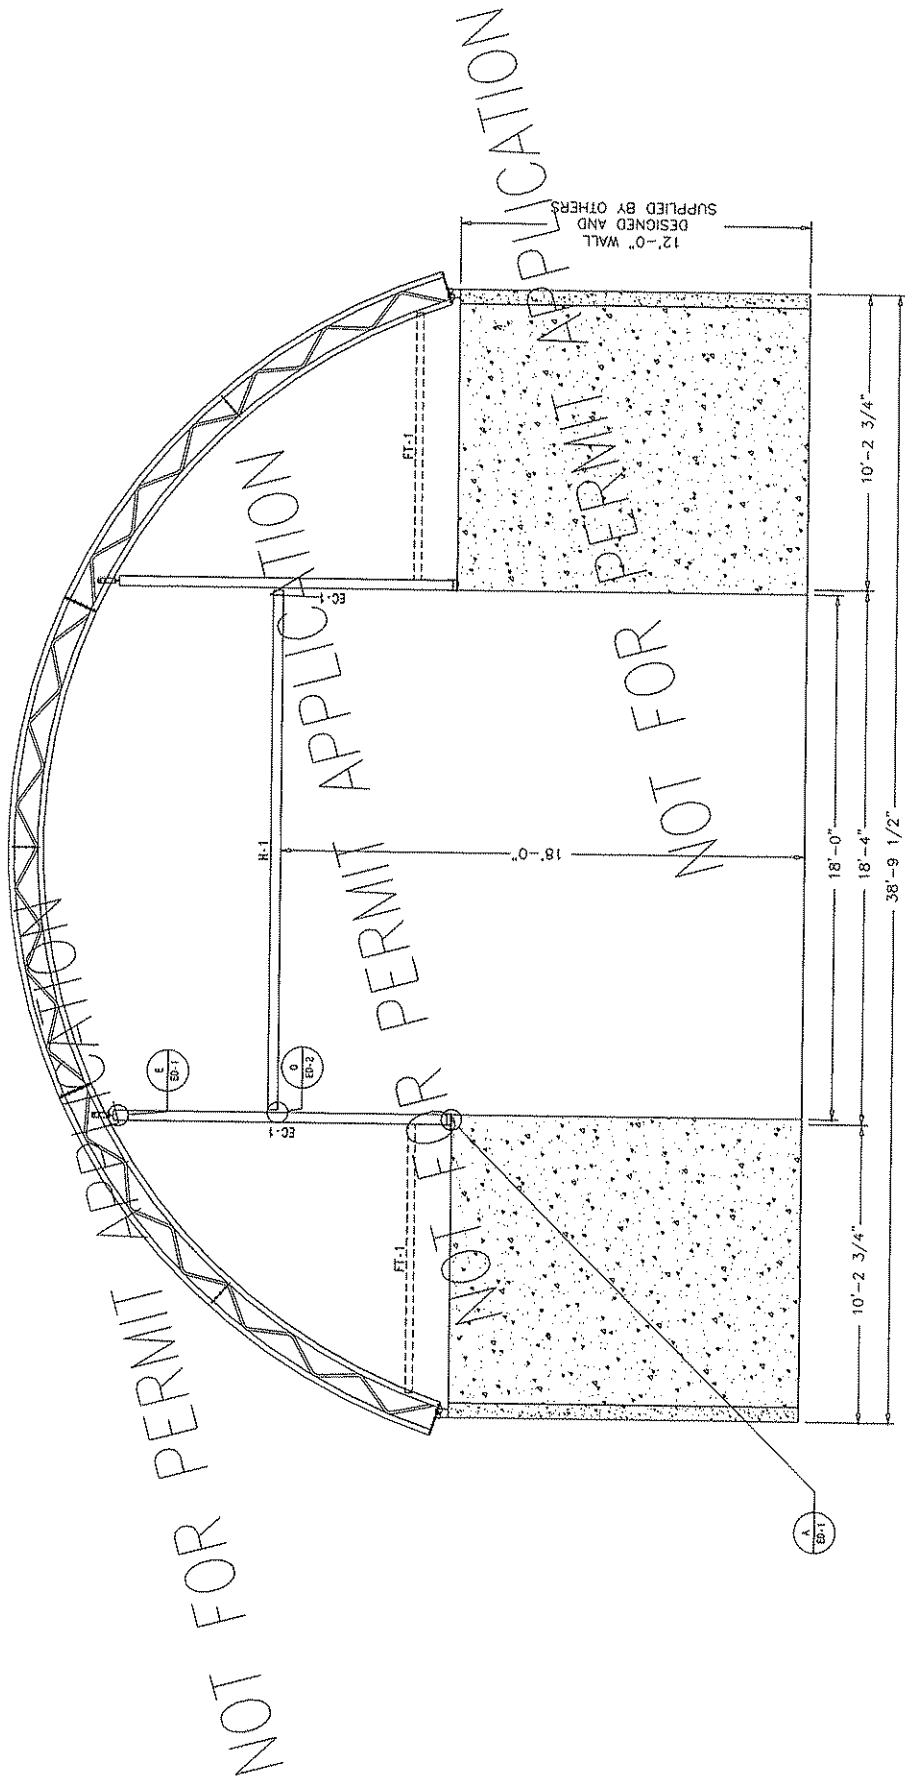 NOT FOR PERMIT APPLICATION
NOT FOR PERMIT APPLICATION
NOT FOR PERMIT APPLICATION
E
ED-1
G
ED-2
H-1
EC-1
EC-1
FT-1
FT-1
18'-0"
12'-0" WALL
DESIGNED AND
SUPPLIED BY OTHERS
A
ED-1
18'-0"
10'-2 3/4"
18'-4"
10'-2 3/4"
38'-9 1/2"